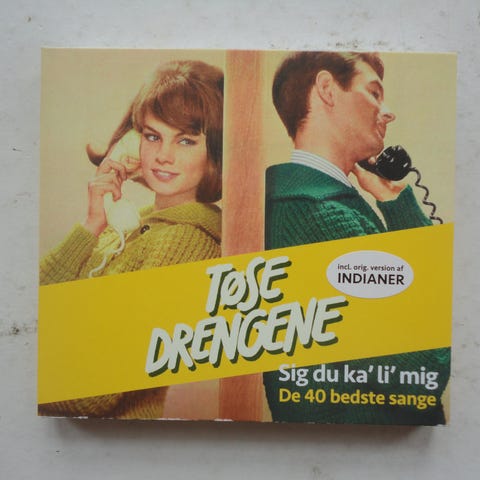 incl. orig. version af
INDIANER
TØSE
DRENGENE
Sig du ka' li' mig
De 40 bedste sange